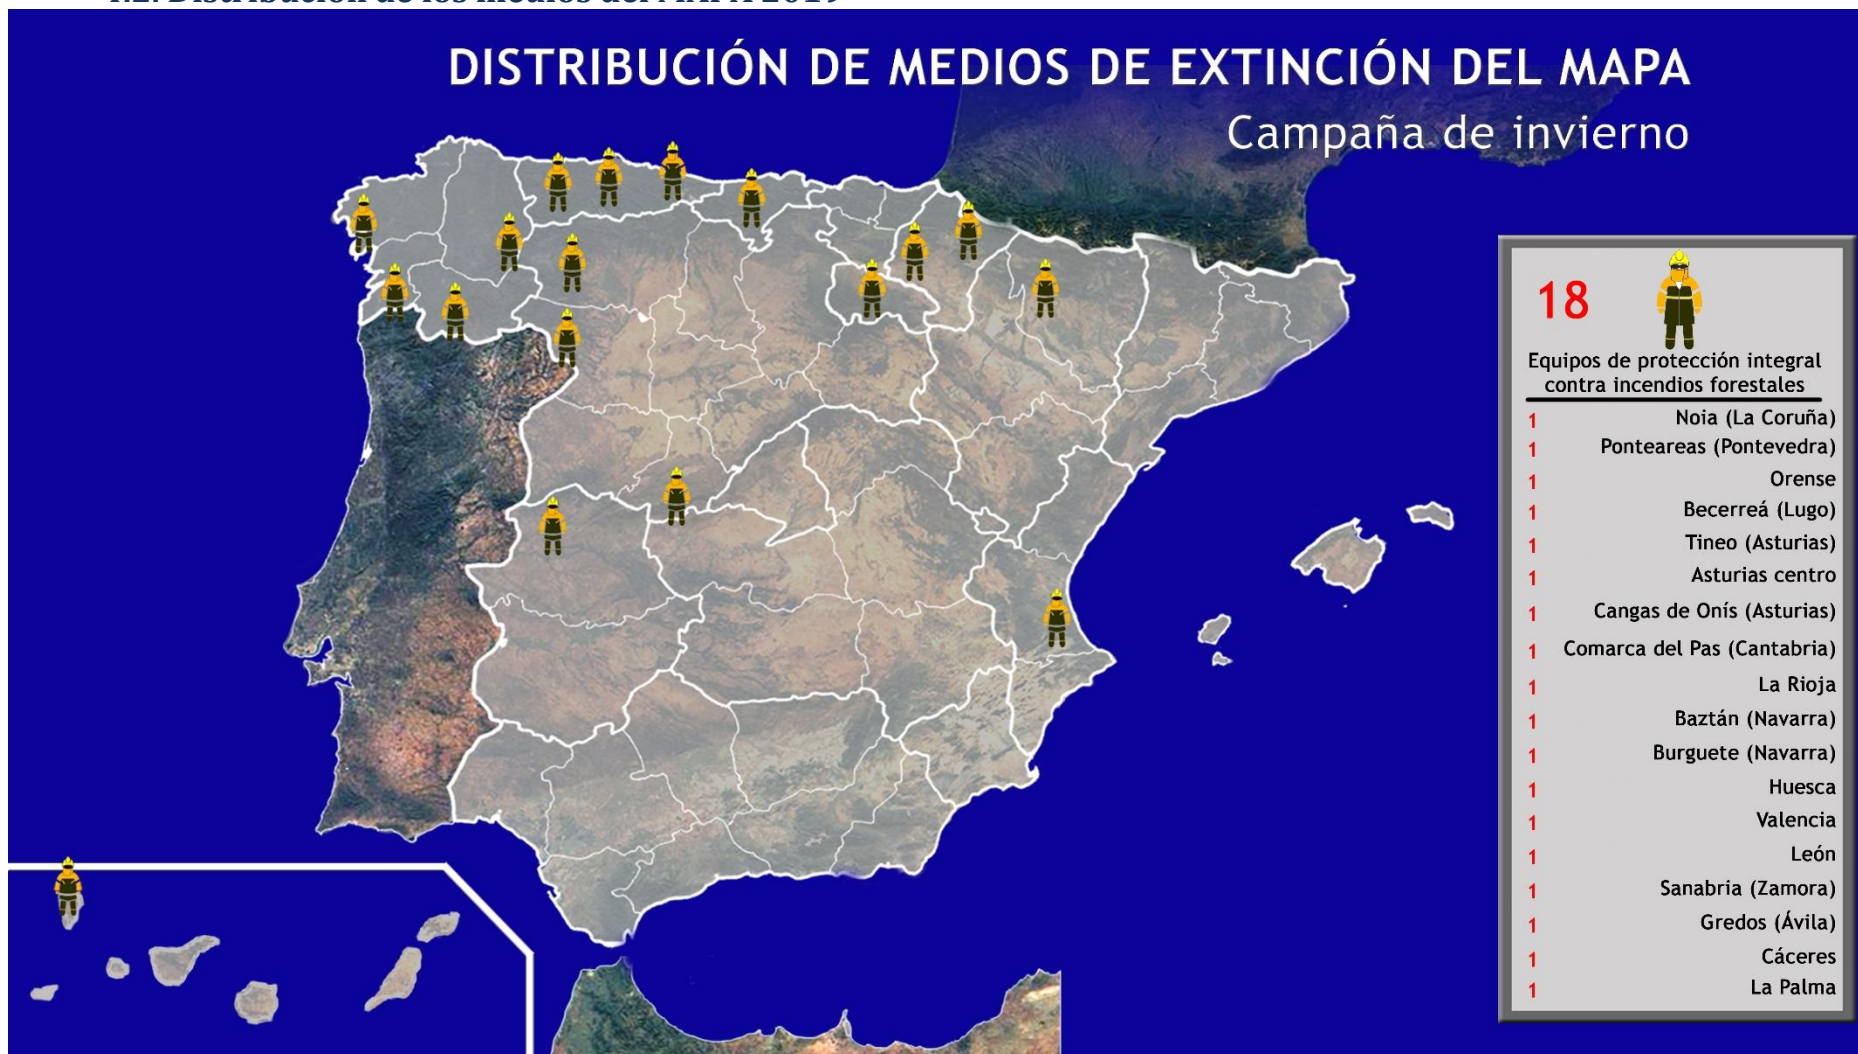 DISTRIBUCIÓN DE MEDIOS DE EXTINCIÓN DEL MAPA
Campaña de invierno
18
Equipos de protección integral
contra incendios forestales
1 Noia (La Coruña)
1 Ponteareas (Pontevedra)
1 Orense
1 Becerreá (Lugo)
1 Tineo (Asturias)
1 Asturias centro
1 Cangas de Onís (Asturias)
1 Comarca del Pas (Cantabria)
1 La Rioja
1 Baztán (Navarra)
1 Burguete (Navarra)
1 Huesca
1 Valencia
1 León
1 Sanabria (Zamora)
1 Gredos (Ávila)
1 Cáceres
1 La Palma